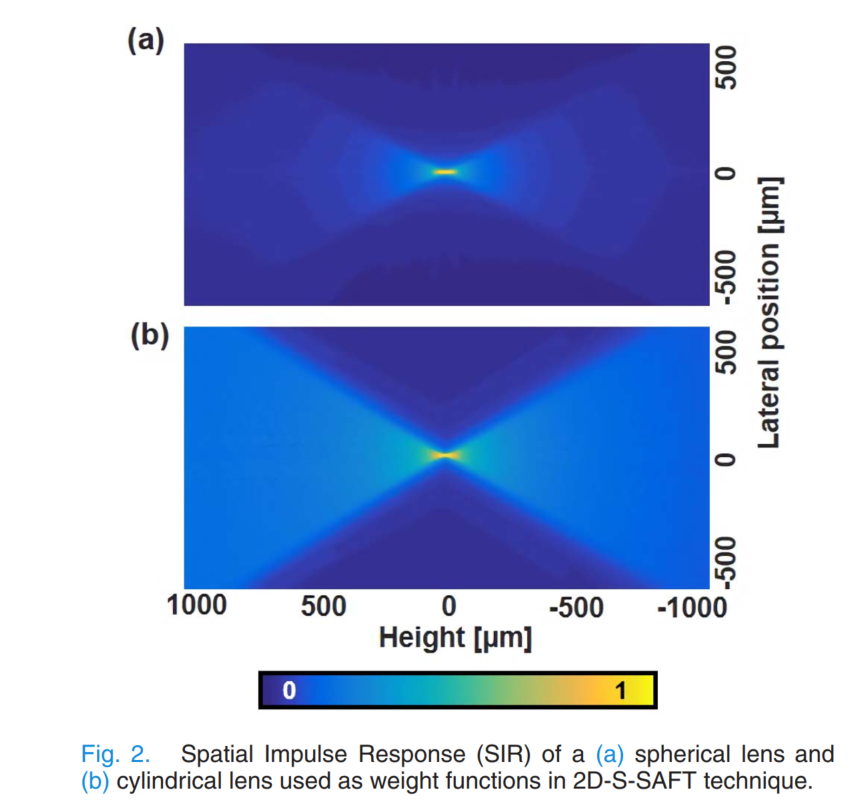 (a)
500
0
-500
(b)
500
0
-500
Lateral position [µm]
1000 500 0 -500 -1000
Height [µm]
0 1
Fig. 2. Spatial Impulse Response (SIR) of a (a) spherical lens and
(b) cylindrical lens used as weight functions in 2D-S-SAFT technique.